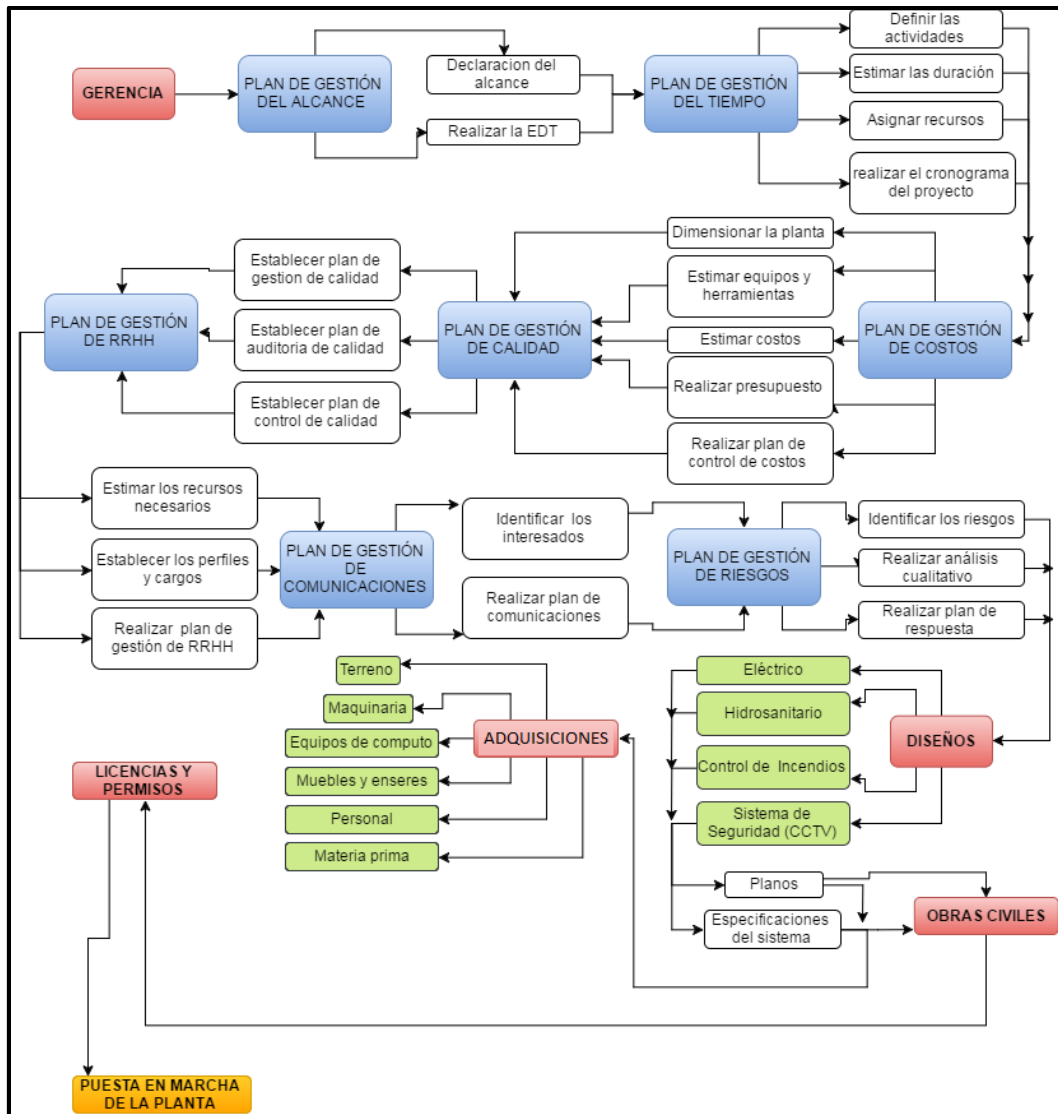 GERENCIA
PLAN DE GESTIÓN
DEL ALCANCE
Declaracion del
alcance
Realizar la EDT
PLAN DE GESTIÓN
DEL TIEMPO
Definir las
actividades
Estimar las duración
Asignar recursos
realizar el cronograma
del proyecto
PLAN DE GESTIÓN
DE COSTOS
Dimensionar la planta
Estimar equipos y
herramientas
Estimar costos
Realizar presupuesto
Realizar plan de
control de costos
PLAN DE GESTIÓN
DE CALIDAD
Establecer plan de
gestion de calidad
Establecer plan de
auditoria de calidad
Establecer plan de
control de calidad
PLAN DE GESTIÓN
DE RRHH
Estimar los recursos
necesarios
Establecer los perfiles
y cargos
Realizar plan de
gestión de RRHH
PLAN DE GESTIÓN
DE
COMUNICACIONES
Identificar los
interesados
Realizar plan de
comunicaciones
PLAN DE GESTIÓN
DE RIESGOS
Identificar los riesgos
Realizar análisis
cualitativo
Realizar plan de
respuesta
DISEÑOS
Eléctrico
Hidrosanitario
Control de Incendios
Sistema de
Seguridad (CCTV)
Planos
Especificaciones
del sistema
OBRAS CIVILES
ADQUISICIONES
Terreno
Maquinaria
Equipos de computo
Muebles y enseres
Personal
Materia prima
LICENCIAS Y
PERMISOS
PUESTA EN MARCHA
DE LA PLANTA